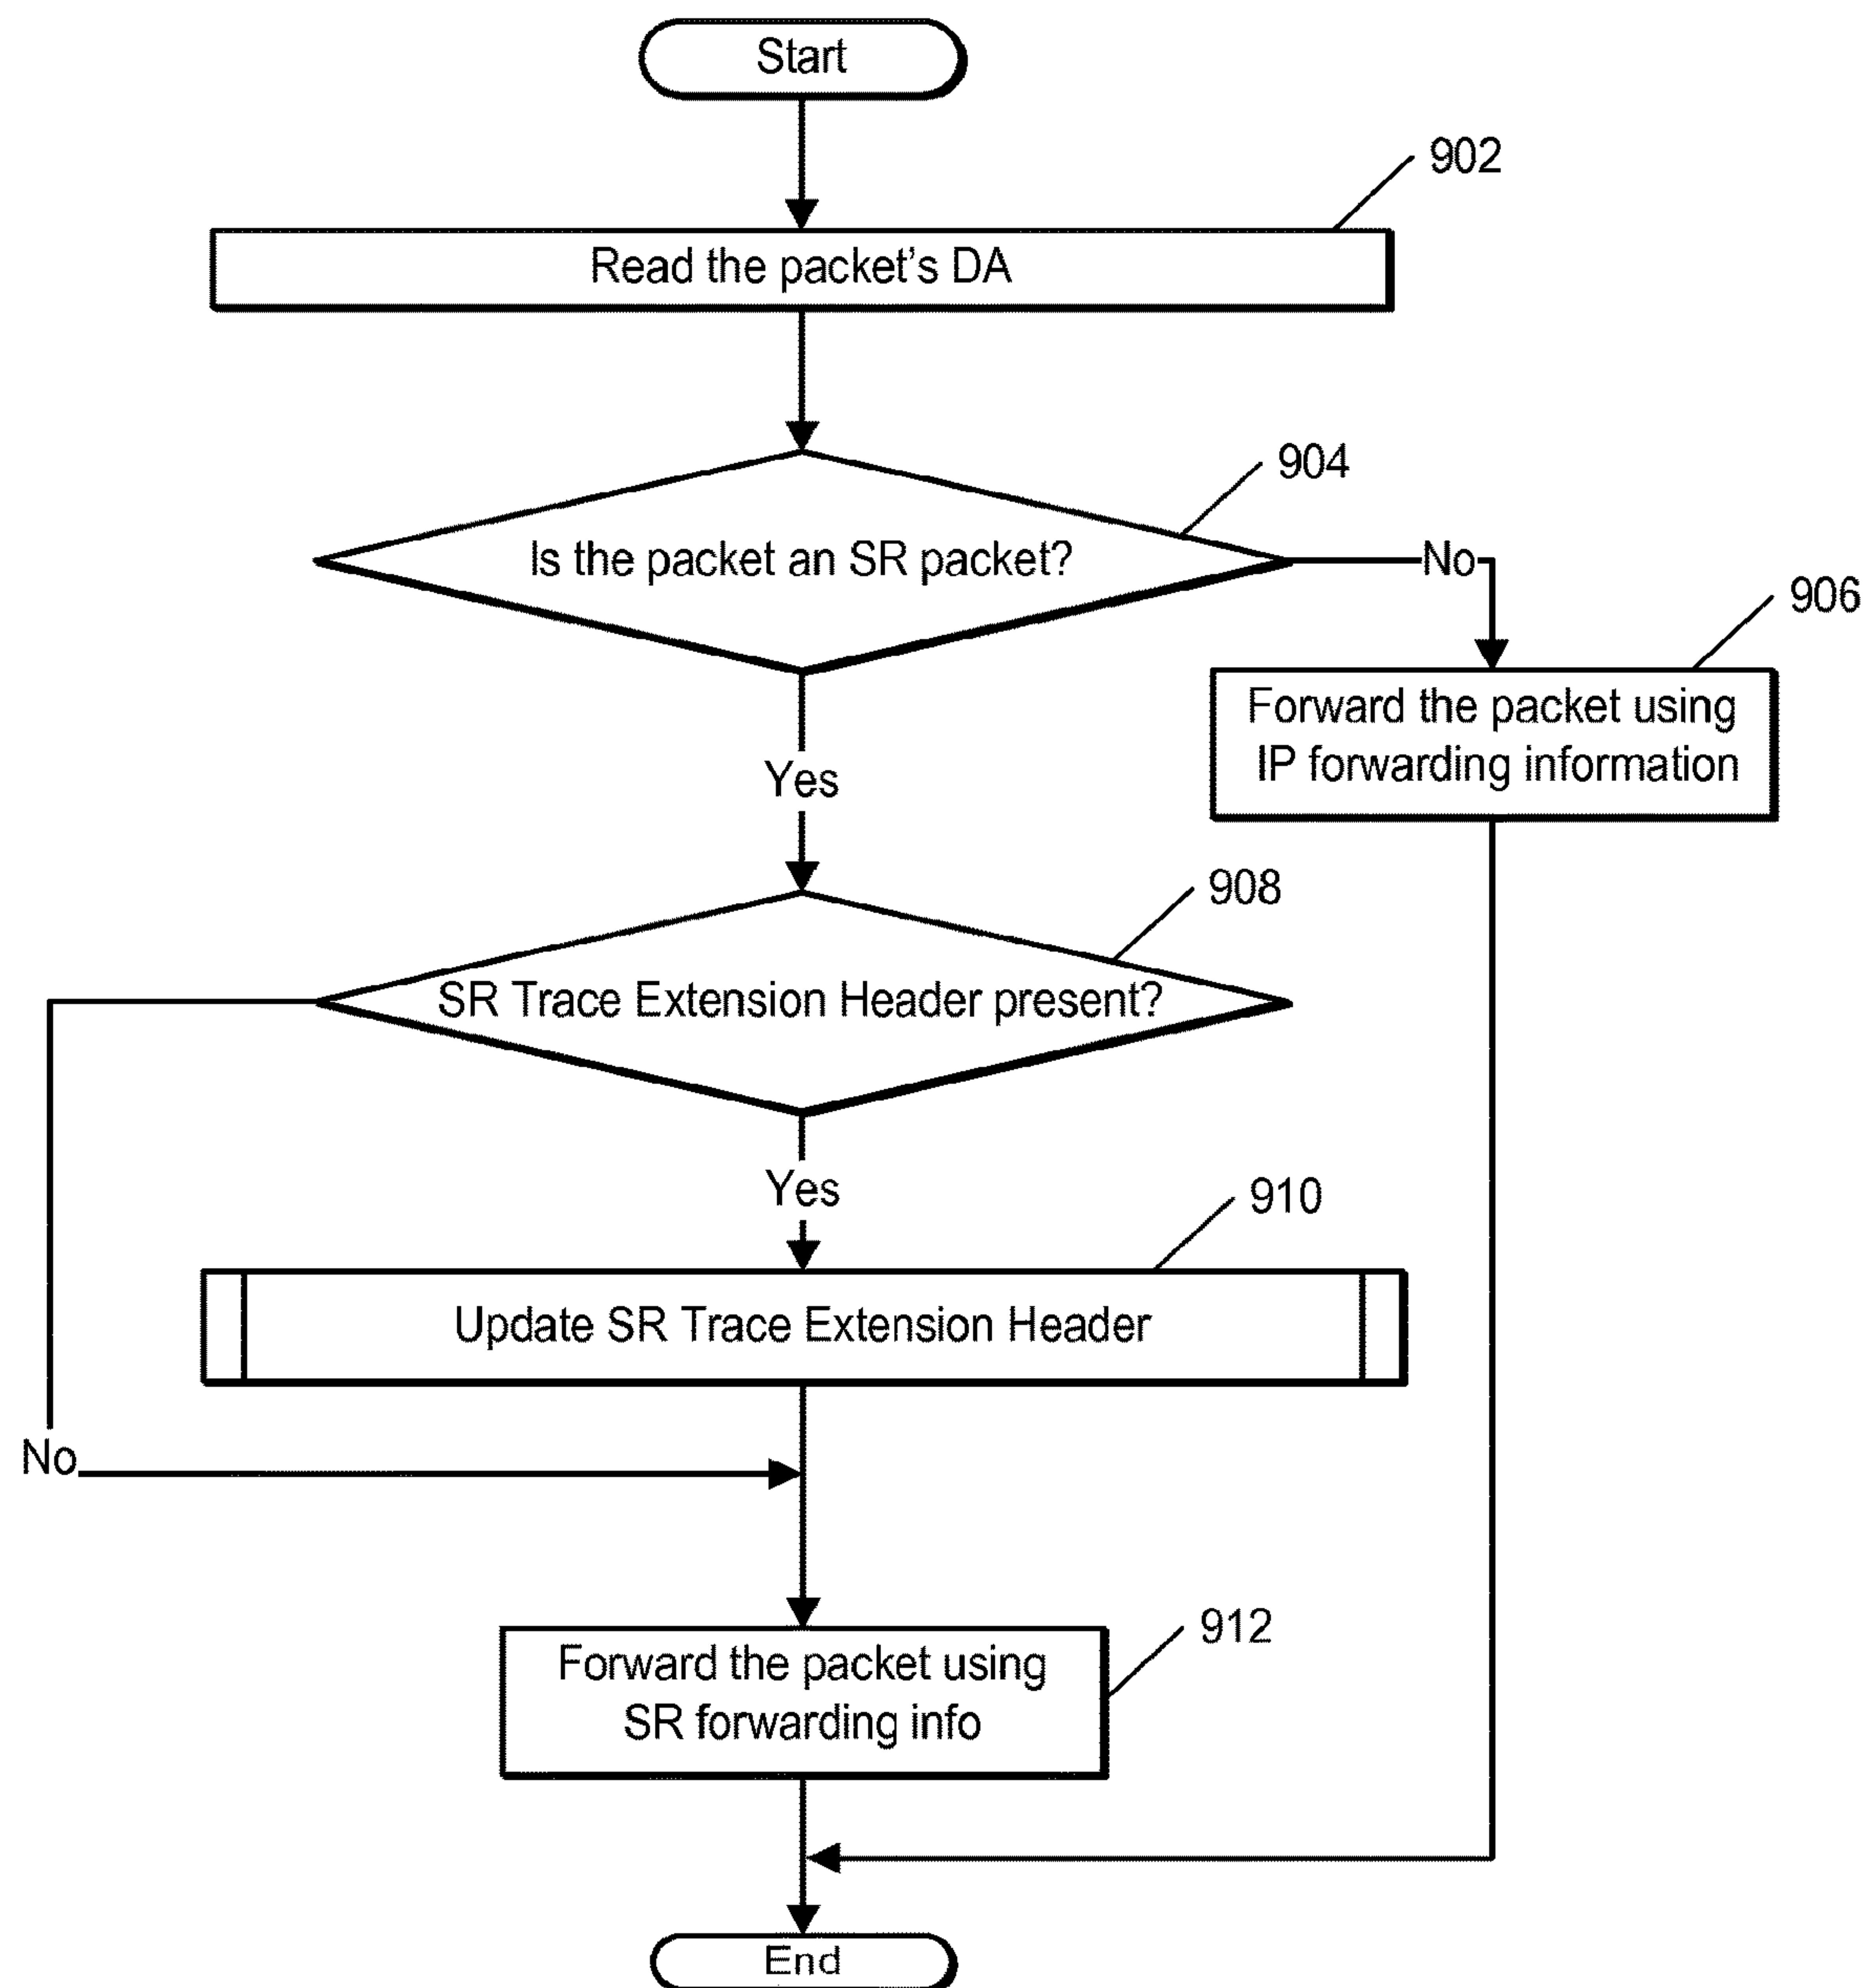 Start
902
Read the packet's DA
904
Is the packet an SR packet?
No
906
Forward the packet using
IP forwarding information
Yes
908
SR Trace Extension Header present?
Yes
910
Update SR Trace Extension Header
No
912
Forward the packet using
SR forwarding info
End